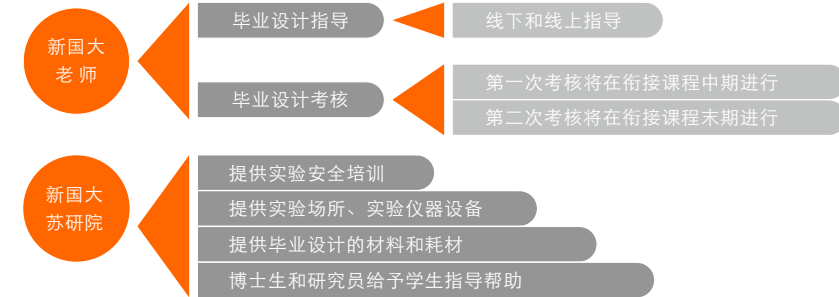 新国大
老 师
毕业设计指导
线下和线上指导
毕业设计考核
第一次考核将在衔接课程中期进行
第二次考核将在衔接课程末期进行
新国大
苏研院
提供实验安全培训
提供实验场所、实验仪器设备
提供毕业设计的材料和耗材
博士生和研究员给予学生指导帮助